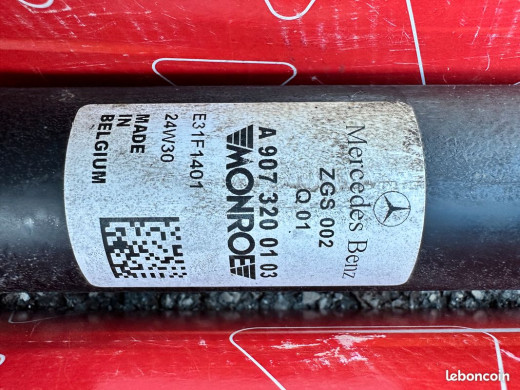 Mercedes Benz
ZGS 002
Q 01
A 907 320 01 03
MONROE
E31F1401
24W30
MADE
IN
BELGIUM
leboncoin